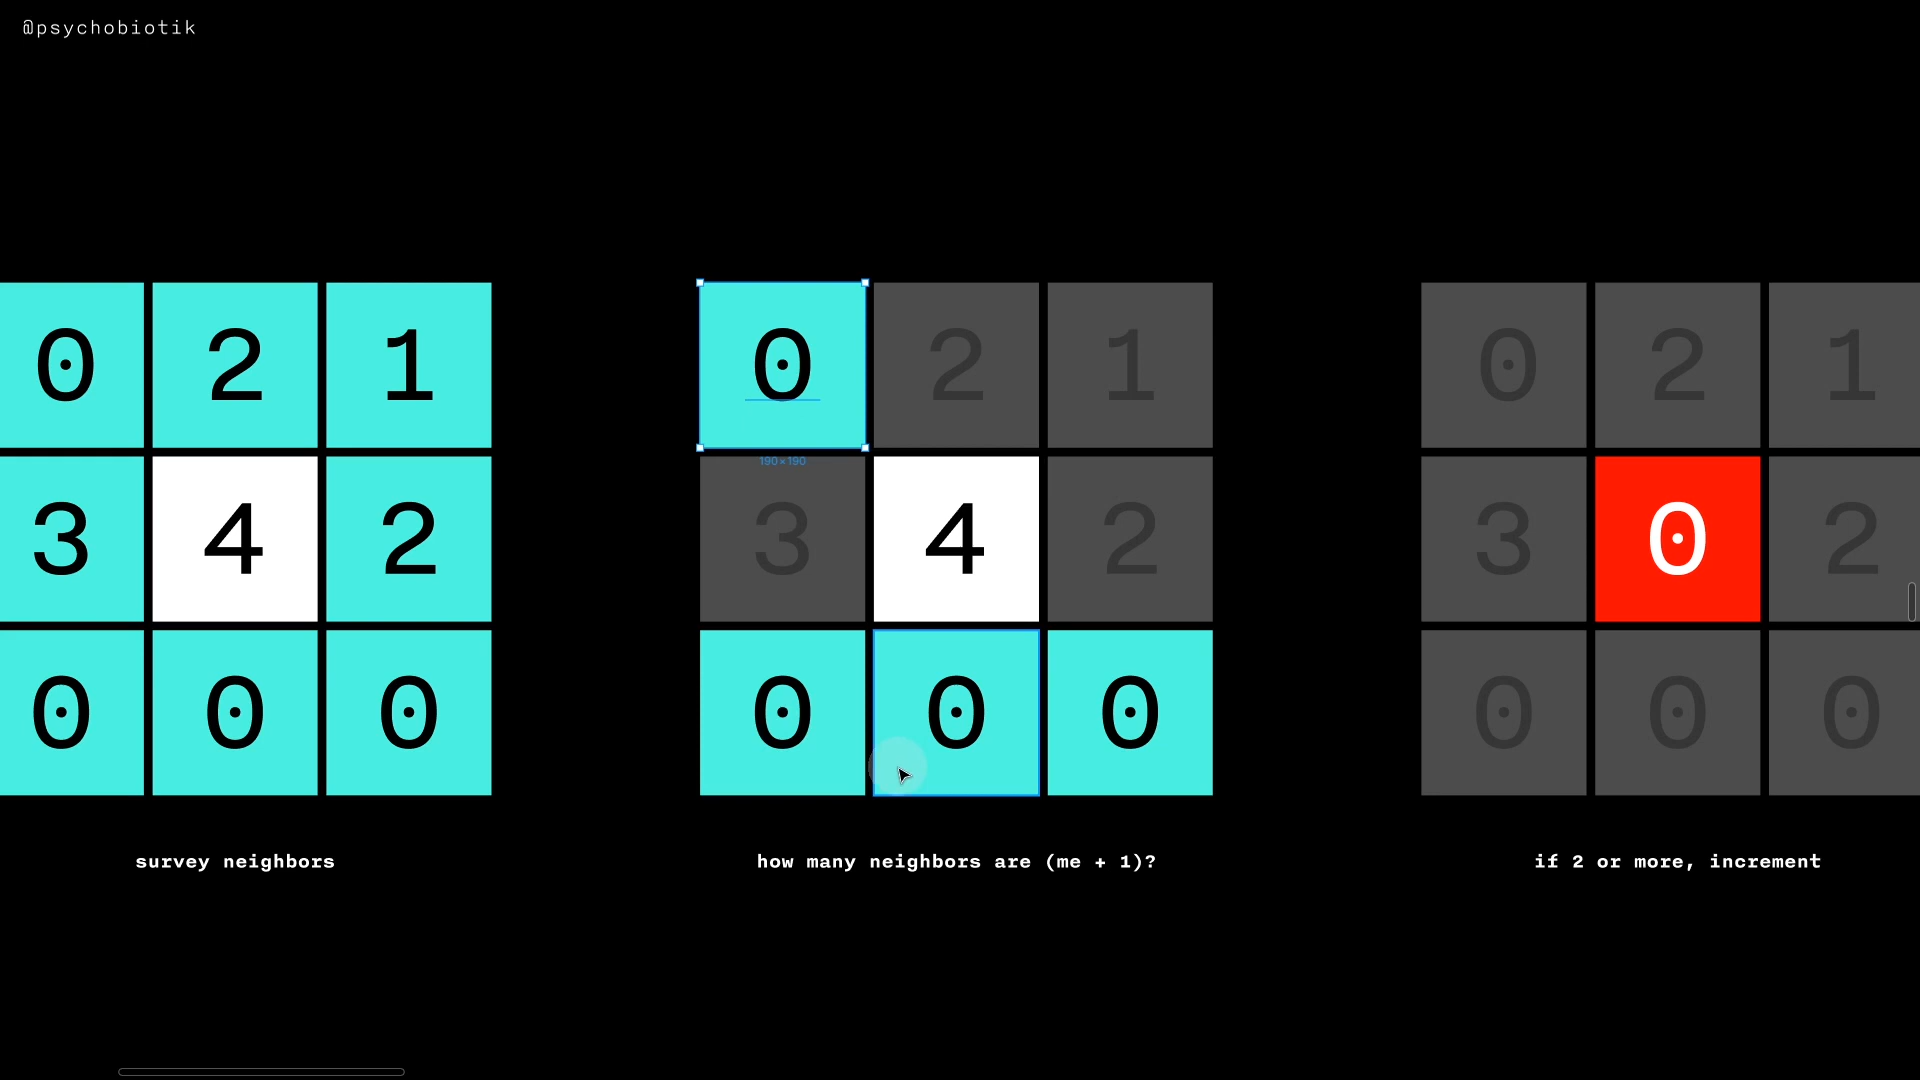 @psychobiotik
0 2 1
3 4 2
0 0 0
survey neighbors
0 2 1
190×190
3 4 2
0 0 0
how many neighbors are (me + 1)?
0 2 1
3 0 2
0 0 0
if 2 or more, increment